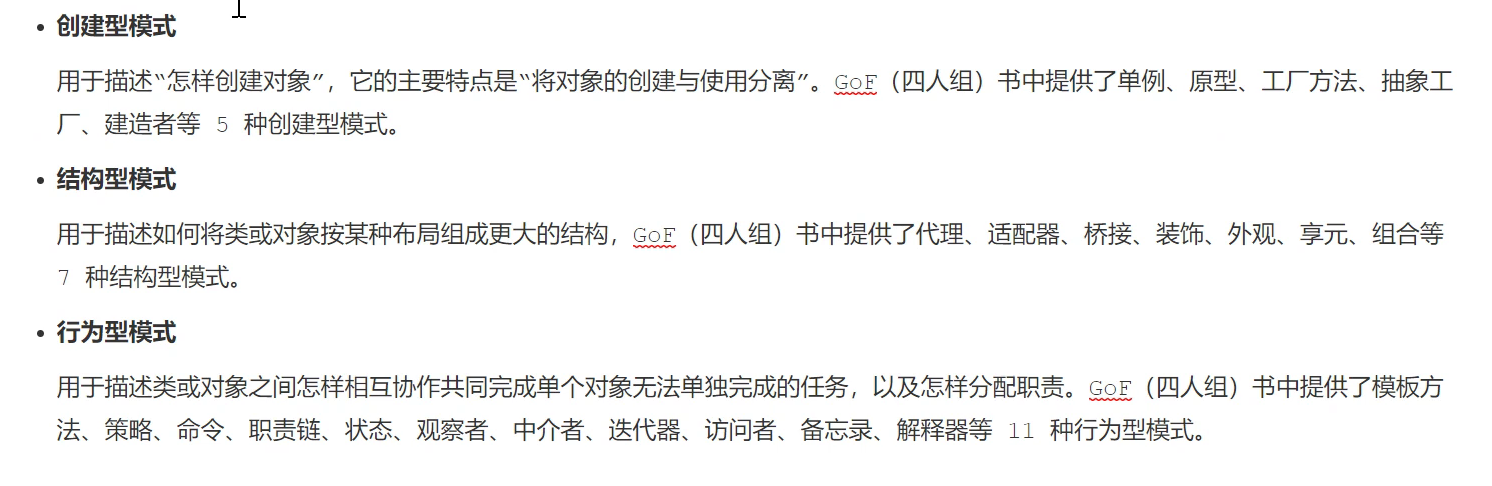 • 创建型模式
用于描述“怎样创建对象”，它的主要特点是“将对象的创建与使用分离”。GoF（四人组）书中提供了单例、原型、工厂方法、抽象工
厂、建造者等 5 种创建型模式。
• 结构型模式
用于描述如何将类或对象按某种布局组成更大的结构，GoF（四人组）书中提供了代理、适配器、桥接、装饰、外观、享元、组合等
7 种结构型模式。
• 行为型模式
用于描述类或对象之间怎样相互协作共同完成单个对象无法单独完成的任务，以及怎样分配职责。GoF（四人组）书中提供了模板方
法、策略、命令、职责链、状态、观察者、中介者、迭代器、访问者、备忘录、解释器等 11 种行为型模式。